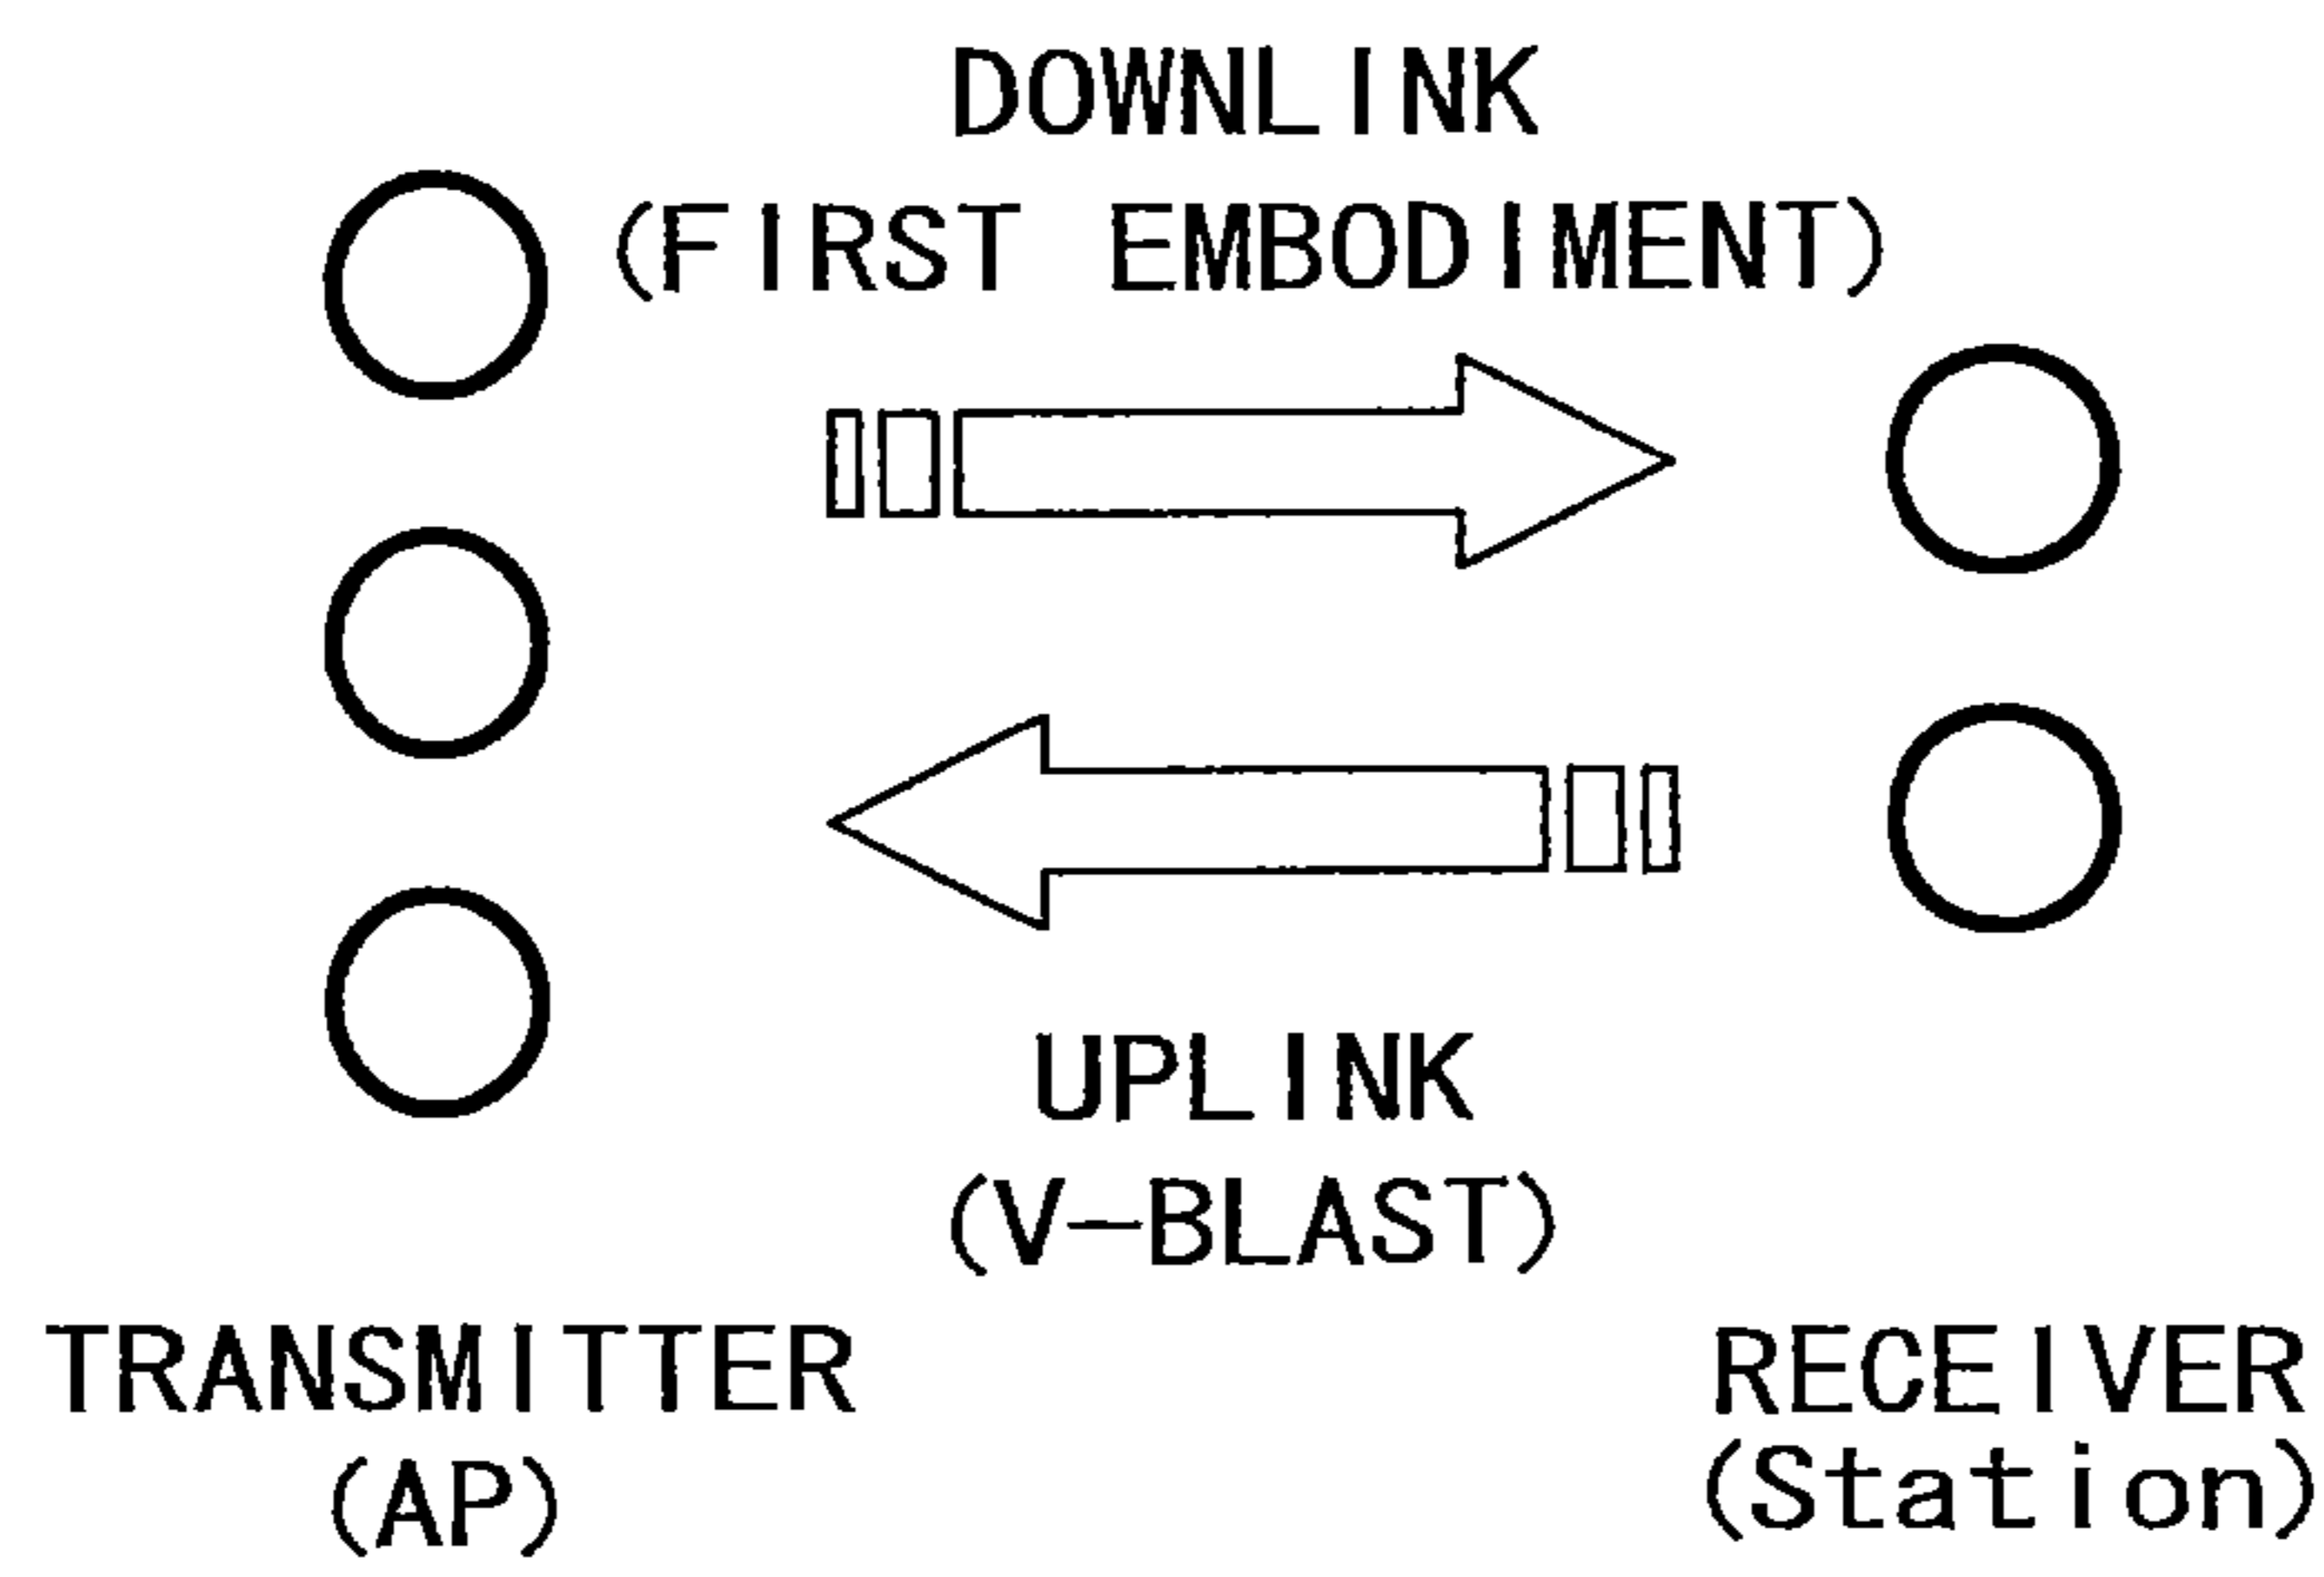 DOWNLINK
(FIRST EMBODIMENT)
UPLINK
(V-BLAST)
TRANSMITTER
(AP)
RECEIVER
(Station)